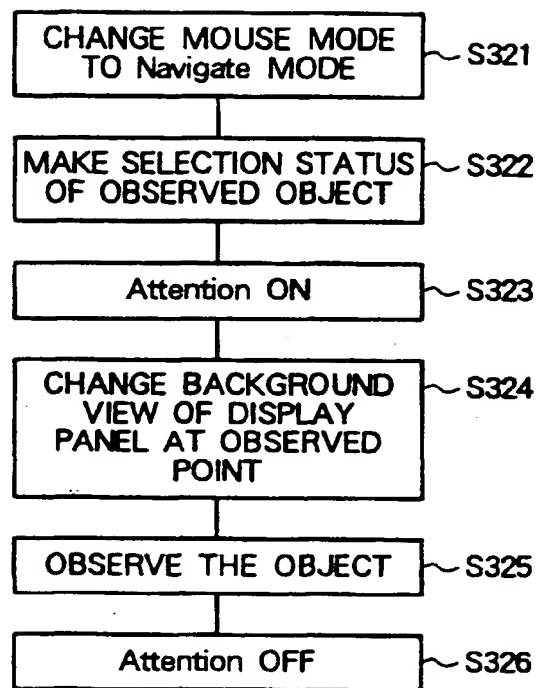 CHANGE MOUSE MODE
TO Navigate MODE
S321
MAKE SELECTION STATUS
OF OBSERVED OBJECT
S322
Attention ON
S323
CHANGE BACKGROUND
VIEW OF DISPLAY
PANEL AT OBSERVED
POINT
S324
OBSERVE THE OBJECT
S325
Attention OFF
S326